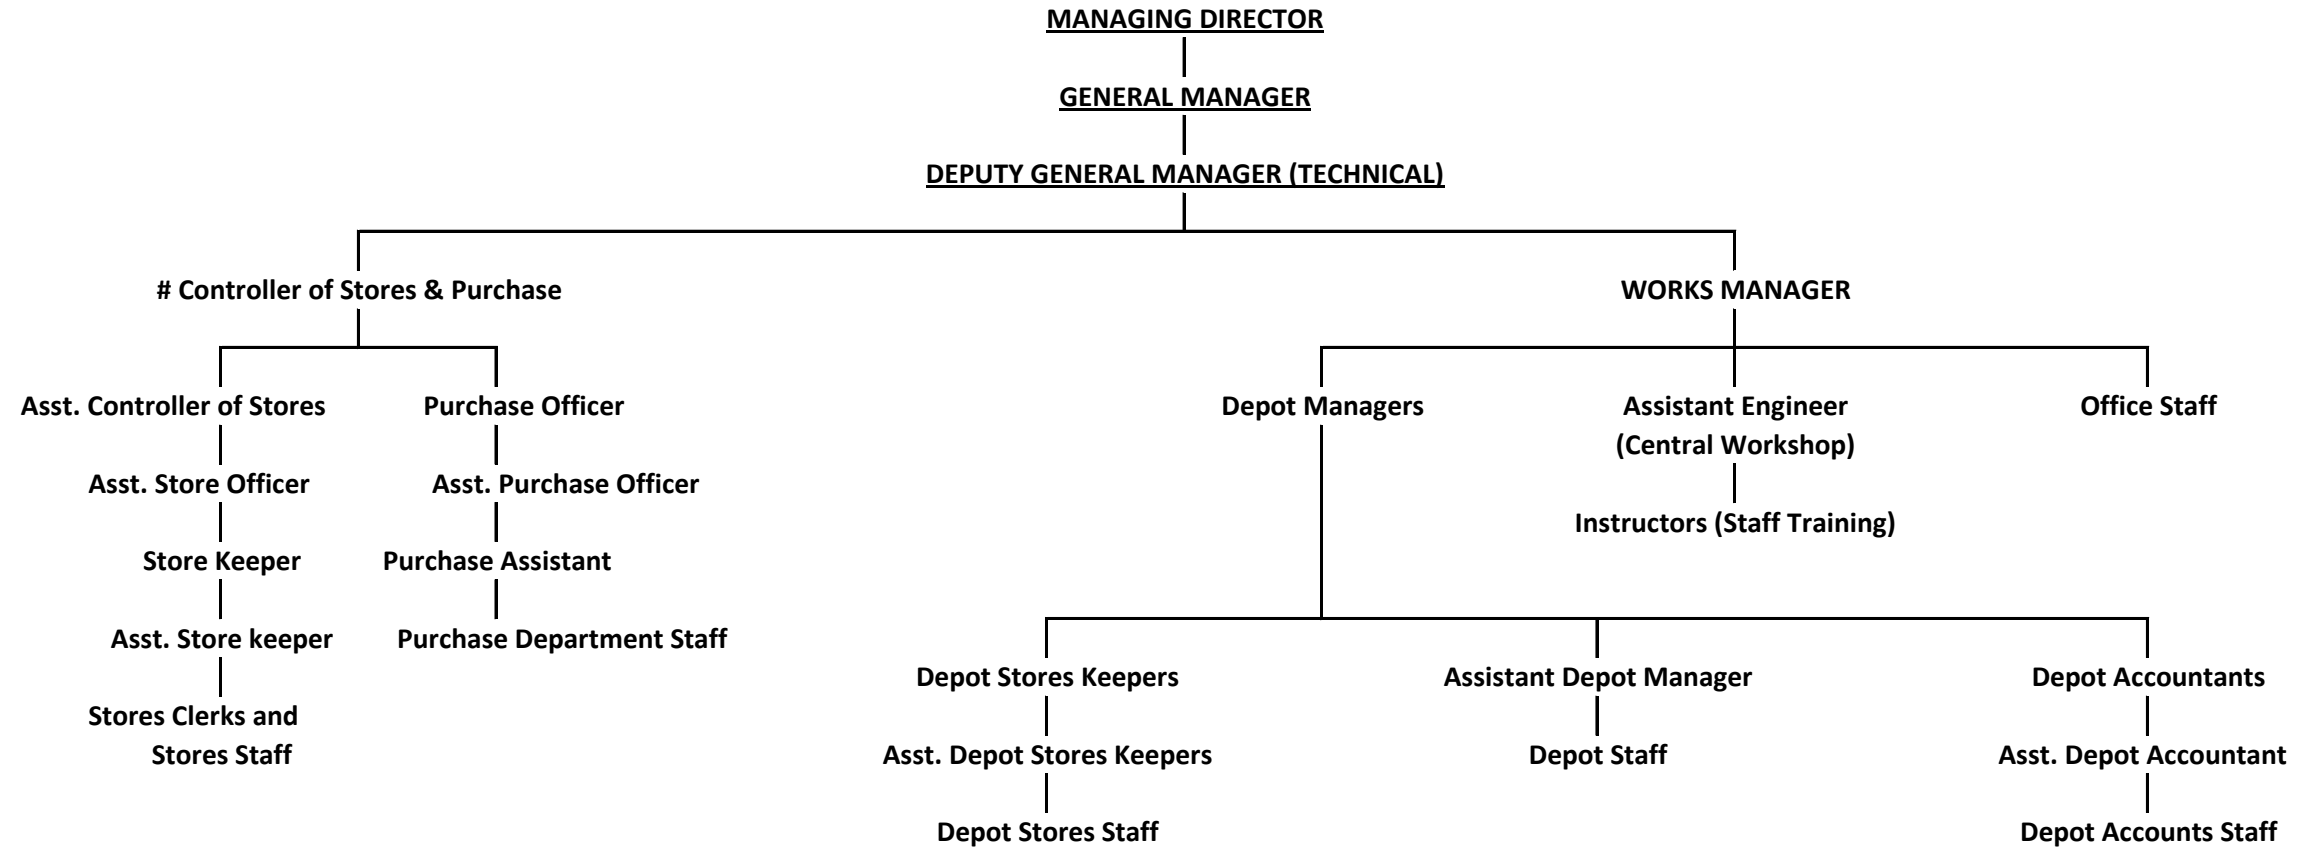 MANAGING DIRECTOR
GENERAL MANAGER
DEPUTY GENERAL MANAGER (TECHNICAL)
# Controller of Stores & Purchase
WORKS MANAGER
Asst. Controller of Stores
Purchase Officer
Depot Managers
Assistant Engineer
(Central Workshop)
Office Staff
Asst. Store Officer
Asst. Purchase Officer
Instructors (Staff Training)
Store Keeper
Purchase Assistant
Asst. Store keeper
Purchase Department Staff
Depot Stores Keepers
Assistant Depot Manager
Depot Accountants
Stores Clerks and
Stores Staff
Asst. Depot Stores Keepers
Depot Staff
Asst. Depot Accountant
Depot Stores Staff
Depot Accounts Staff